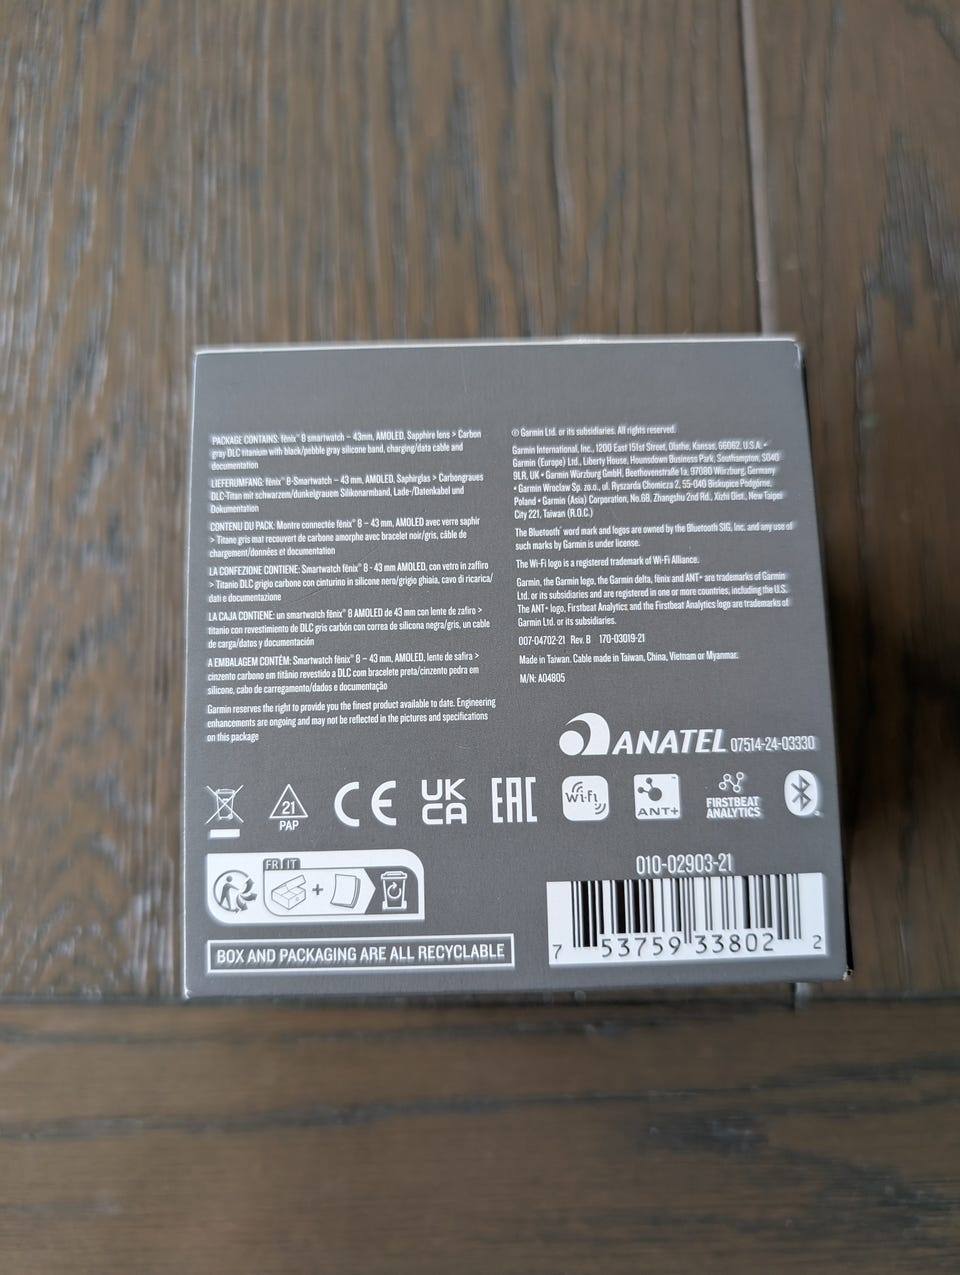 PACKAGE CONTAINS: fēnix® 8 smartwatch – 43mm, AMOLED, Sapphire lens > Carbon
gray DLC titanium with black/pebble gray silicone band, charging/data cable and
documentation
LIEFERUMFANG: fēnix® 8-Smartwatch – 43 mm, AMOLED, Saphirglas > Carbongraues
DLC-Titan mit schwarzem/dunkelgrauem Silikonarmband, Lade-/Datenkabel und
Dokumentation
CONTENU DU PACK: Montre connectée fēnix® 8 – 43 mm, AMOLED avec verre saphir
> Titane gris mat recouvert de carbone amorphe avec bracelet noir/gris, câble de
chargement/données et documentation
LA CONFEZIONE CONTIENE: Smartwatch fēnix® 8 - 43 mm AMOLED, con vetro in zaffiro
> Titanio DLC grigio carbone con cinturino in silicone nero/grigio ghiaia, cavo di ricarica/
dati e documentazione
LA CAJA CONTIENE: un smartwatch fēnix® 8 AMOLED de 43 mm con lente de zafiro >
titanio con revestimiento de DLC gris carbón con correa de silicona negra/gris, un cable
de carga/datos y documentación
A EMBALAGEM CONTÉM: Smartwatch fēnix® 8 – 43 mm, AMOLED, lente de safira >
cinzento carbono em titânio revestido a DLC com bracelete preta/cinzento pedra em
silicone, cabo de carregamento/dados e documentação
Garmin reserves the right to provide you the finest product available to date. Engineering
enhancements are ongoing and may not be reflected in the pictures and specifications
on this package
© Garmin Ltd. or its subsidiaries. All rights reserved.
Garmin International, Inc., 1200 East 151st Street, Olathe, Kansas, 66062, U.S.A. •
Garmin (Europe) Ltd., Liberty House, Hounsdown Business Park, Southampton, SO40
9LR, UK • Garmin Würzburg GmbH, Beethovenstraße 1a, 97080 Würzburg, Germany
• Garmin Wroclaw Sp. zo.o., ul. Ryszarda Chomicza 2, 55-040 Biskupice Podgórne,
Poland • Garmin (Asia) Corporation, No.68, Zhangshu 2nd Rd., Xizhi Dist., New Taipei
City 221, Taiwan (R.O.C.)
The Bluetooth® word mark and logos are owned by the Bluetooth SIG, Inc. and any use of
such marks by Garmin is under license.
The Wi-Fi logo is a registered trademark of Wi-Fi Alliance.
Garmin, the Garmin logo, the Garmin delta, fēnix and ANT+ are trademarks of Garmin
Ltd. or its subsidiaries and are registered in one or more countries, including the U.S.
The ANT+ logo, Firstbeat Analytics and the Firstbeat Analytics logo are trademarks of
Garmin Ltd. or its subsidiaries.
007-04702-21 Rev. B 170-03019-21
Made in Taiwan. Cable made in Taiwan, China, Vietnam or Myanmar.
M/N: A04805
ANATEL 07514-24-03330
21
PAP
CE
UK
CA
EAC
Wi-Fi
ANT+
FIRSTBEAT
ANALYTICS
FR IT
+
BOX AND PACKAGING ARE ALL RECYCLABLE
010-02903-21
7 53759 33802 2